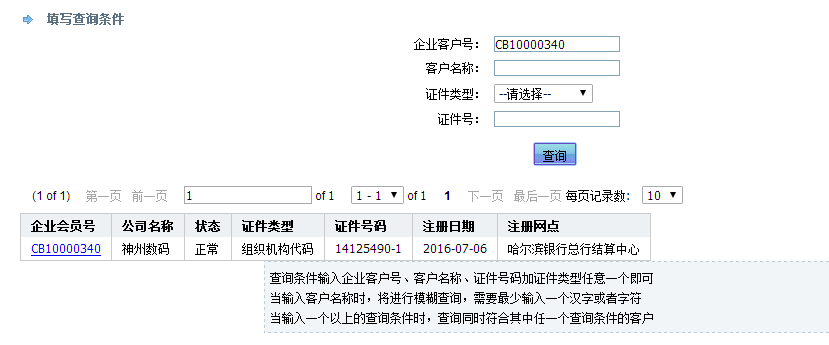 填写查询条件
企业客户号： CB10000340
客户名称：
证件类型： --请选择--
证件号：
查询
(1 of 1) 第一页 前一页 1 of 1 1 - 1 of 1 1 下一页 最后一页 每页记录数: 10
企业会员号 公司名称 状态 证件类型 证件号码 注册日期 注册网点
CB10000340 神州数码 正常 组织机构代码 14125490-1 2016-07-06 哈尔滨银行总行结算中心
查询条件输入企业客户号、客户名称、证件号码加证件类型任意一个即可
当输入客户名称时，将进行模糊查询，需要最少输入一个汉字或者字符
当输入一个以上的查询条件时，查询同时符合其中任一个查询条件的客户